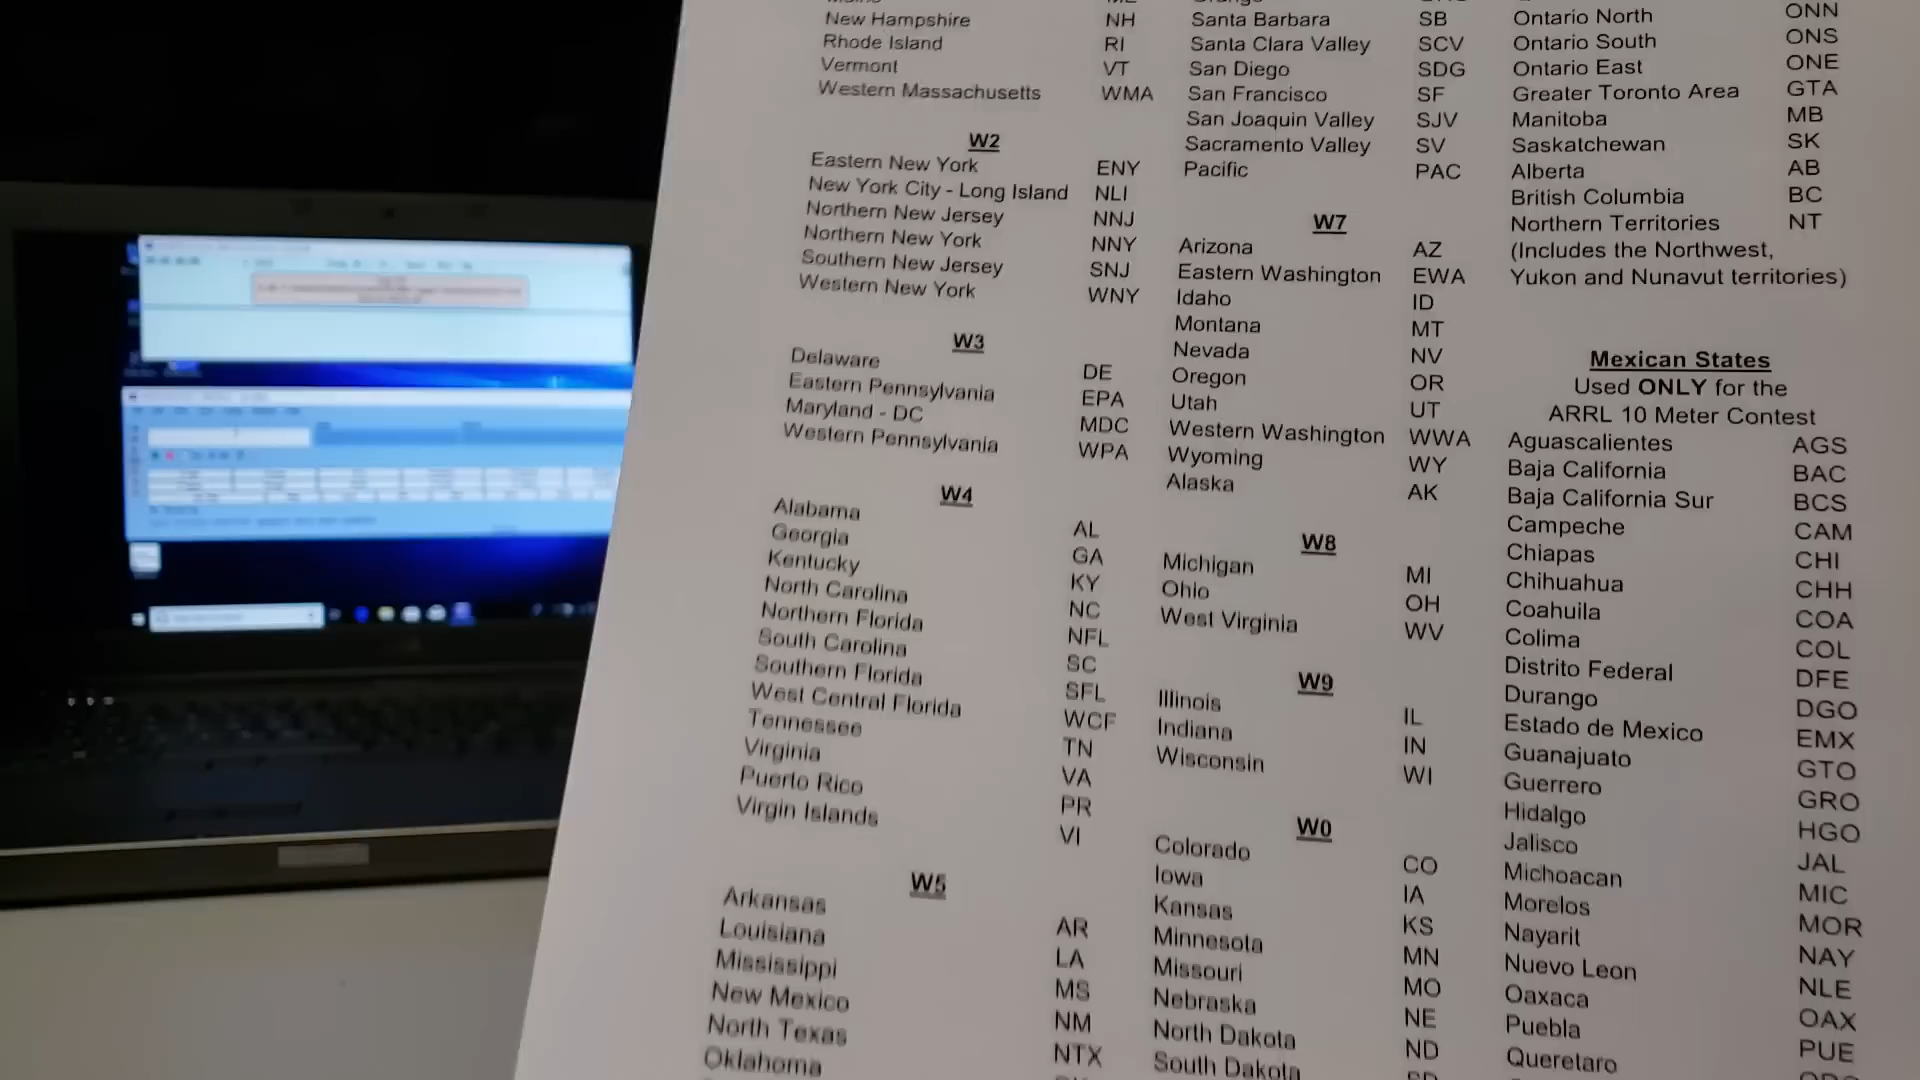 New Hampshire NH
Rhode Island RI
Vermont VT
Western Massachusetts WMA
W2
Eastern New York ENY
New York City - Long Island NLI
Northern New Jersey NNJ
Northern New York NNY
Southern New Jersey SNJ
Western New York WNY
W3
Delaware DE
Eastern Pennsylvania EPA
Maryland - DC MDC
Western Pennsylvania WPA
W4
Alabama AL
Georgia GA
Kentucky KY
North Carolina NC
Northern Florida NFL
South Carolina SC
Southern Florida SFL
West Central Florida WCF
Tennessee TN
Virginia VA
Puerto Rico PR
Virgin Islands VI
W5
Arkansas AR
Louisiana LA
Mississippi MS
New Mexico NM
North Texas NTX
Oklahoma
Santa Barbara SB
Santa Clara Valley SCV
San Diego SDG
San Francisco SF
San Joaquin Valley SJV
Sacramento Valley SV
Pacific PAC
W7
Arizona AZ
Eastern Washington EWA
Idaho ID
Montana MT
Nevada NV
Oregon OR
Utah UT
Western Washington WWA
Wyoming WY
Alaska AK
W8
Michigan MI
Ohio OH
West Virginia WV
W9
Illinois IL
Indiana IN
Wisconsin WI
W0
Colorado CO
Iowa IA
Kansas KS
Minnesota MN
Missouri MO
Nebraska NE
North Dakota ND
South Dakota
Ontario North ONN
Ontario South ONS
Ontario East ONE
Greater Toronto Area GTA
Manitoba MB
Saskatchewan SK
Alberta AB
British Columbia BC
Northern Territories NT
(Includes the Northwest,
Yukon and Nunavut territories)
Mexican States
Used ONLY for the
ARRL 10 Meter Contest
Aguascalientes AGS
Baja California BAC
Baja California Sur BCS
Campeche CAM
Chiapas CHI
Chihuahua CHH
Coahuila COA
Colima COL
Distrito Federal DFE
Durango DGO
Estado de Mexico EMX
Guanajuato GTO
Guerrero GRO
Hidalgo HGO
Jalisco JAL
Michoacan MIC
Morelos MOR
Nayarit NAY
Nuevo Leon NLE
Oaxaca OAX
Puebla PUE
Queretaro